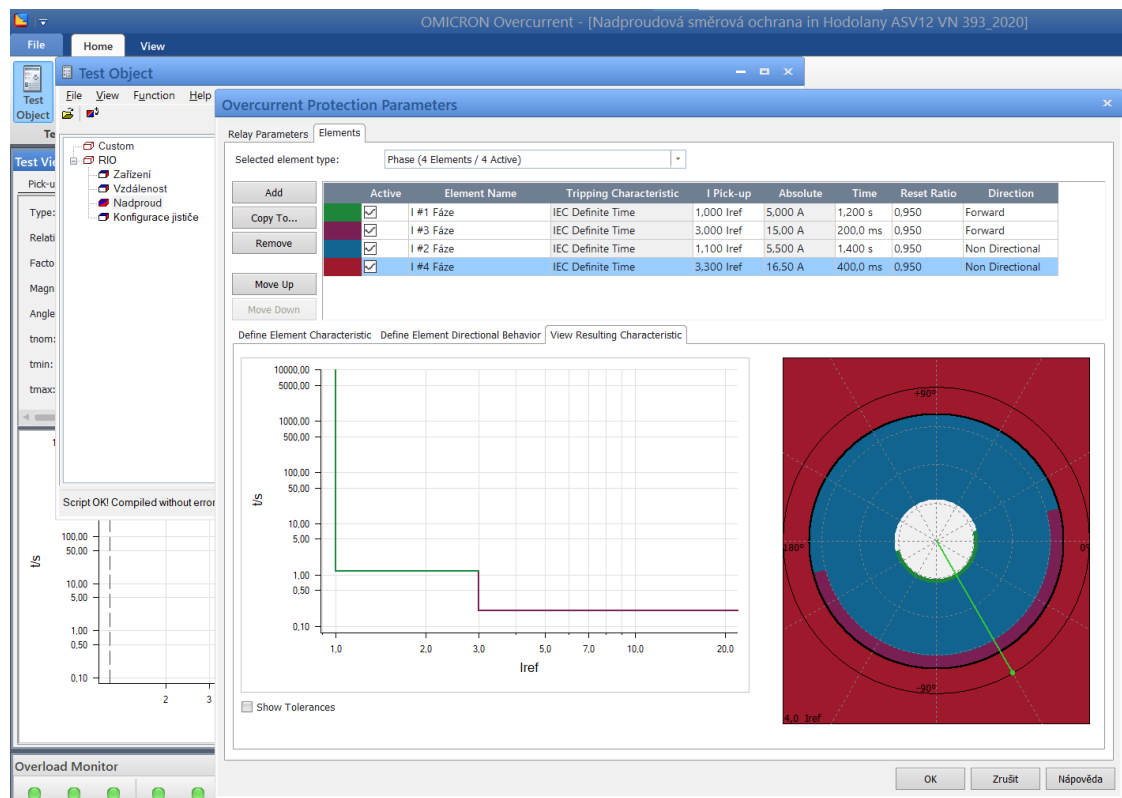 OMICRON Overcurrent - [Nadproudová směrová ochrana in Hodolany ASV12 VN 393_2020]
File Home View
Test Object
Test Object
File View Function Help
Custom
RIO
Zařízení
Vzdálenost
Nadproud
Konfigurace jističe
Script OK! Compiled without error
Te
Test Vie
Pick-u
Type:
Relati
Facto
Magn
Angle
tnom:
tmin:
tmax:
1
t/s
100,00
50,00
10,00
5,00
1,00
0,50
0,10
2 3
Overload Monitor
Overcurrent Protection Parameters
Relay Parameters Elements
Selected element type: Phase (4 Elements / 4 Active)
Add
Copy To...
Remove
Move Up
Move Down
Active Element Name Tripping Characteristic I Pick-up Absolute Time Reset Ratio Direction
I #1 Fáze IEC Definite Time 1,000 Iref 5,000 A 1,200 s 0,950 Forward
I #3 Fáze IEC Definite Time 3,000 Iref 15,00 A 200,0 ms 0,950 Forward
I #2 Fáze IEC Definite Time 1,100 Iref 5,500 A 1,400 s 0,950 Non Directional
I #4 Fáze IEC Definite Time 3,300 Iref 16,50 A 400,0 ms 0,950 Non Directional
Define Element Characteristic Define Element Directional Behavior View Resulting Characteristic
t/s
10000,00
5000,00
1000,00
500,00
100,00
50,00
10,00
5,00
1,00
0,50
0,10
1,0 2,0 3,0 5,0 7,0 10,0 20,0
Iref
Show Tolerances
+90°
180° 0°
-90°
4,0 Iref
OK Zrušit Nápověda